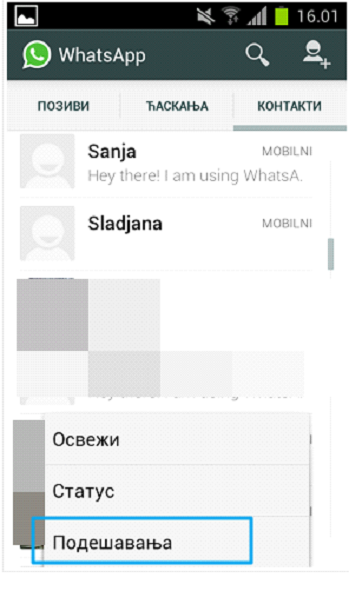 16.01
WhatsApp
ПОЗИВИ ЋАСКАЊА КОНТАКТИ
Sanja MOBILNI
Hey there! I am using WhatsA.
Sladjana MOBILNI
Освежи
Статус
Подешавања